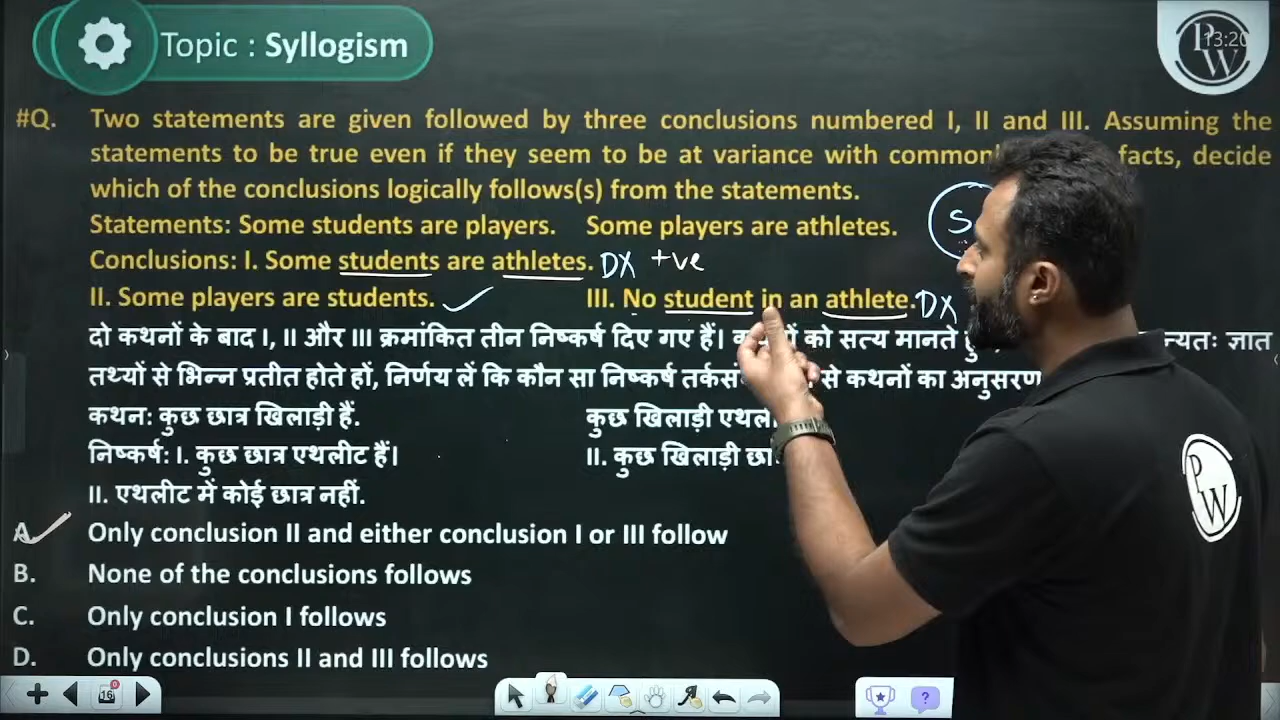 Topic : Syllogism
PW
13:20
#Q. Two statements are given followed by three conclusions numbered I, II and III. Assuming the
statements to be true even if they seem to be at variance with common facts, decide
which of the conclusions logically follows(s) from the statements.
Statements: Some students are players. Some players are athletes.
S
Conclusions: I. Some students are athletes. DX +ve
II. Some players are students. ✓ III. No student in an athlete. DX
दो कथनों के बाद I, II और III क्रमांकित तीन निष्कर्ष दिए गए हैं। को सत्य मानते ज्ञात
तथ्यों से भिन्न प्रतीत होते हों, निर्णय लें कि कौन सा निष्कर्ष से कथनों का अनुसरण
कथन: कुछ छात्र खिलाड़ी हैं. कुछ खिलाड़ी
निष्कर्ष: I. कुछ छात्र एथलीट हैं। II. कुछ खिलाड़ी
II. एथलीट में कोई छात्र नहीं.
A. Only conclusion II and either conclusion I or III follow
B. None of the conclusions follows
C. Only conclusion I follows
D. Only conclusions II and III follows
PW
16